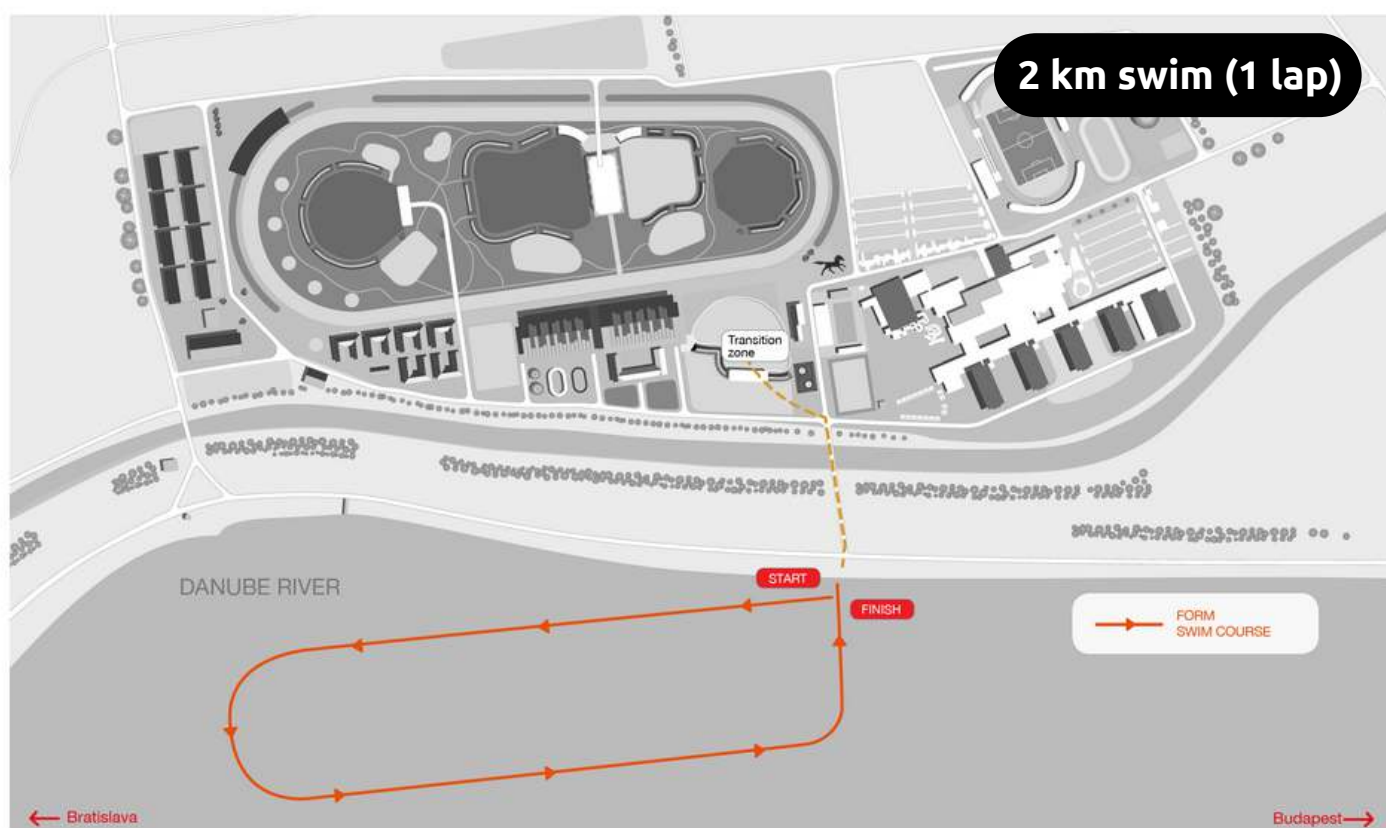 2 km swim (1 lap)
Transition
zone
DANUBE RIVER
START
FINISH
FORM
SWIM COURSE
Bratislava
Budapest